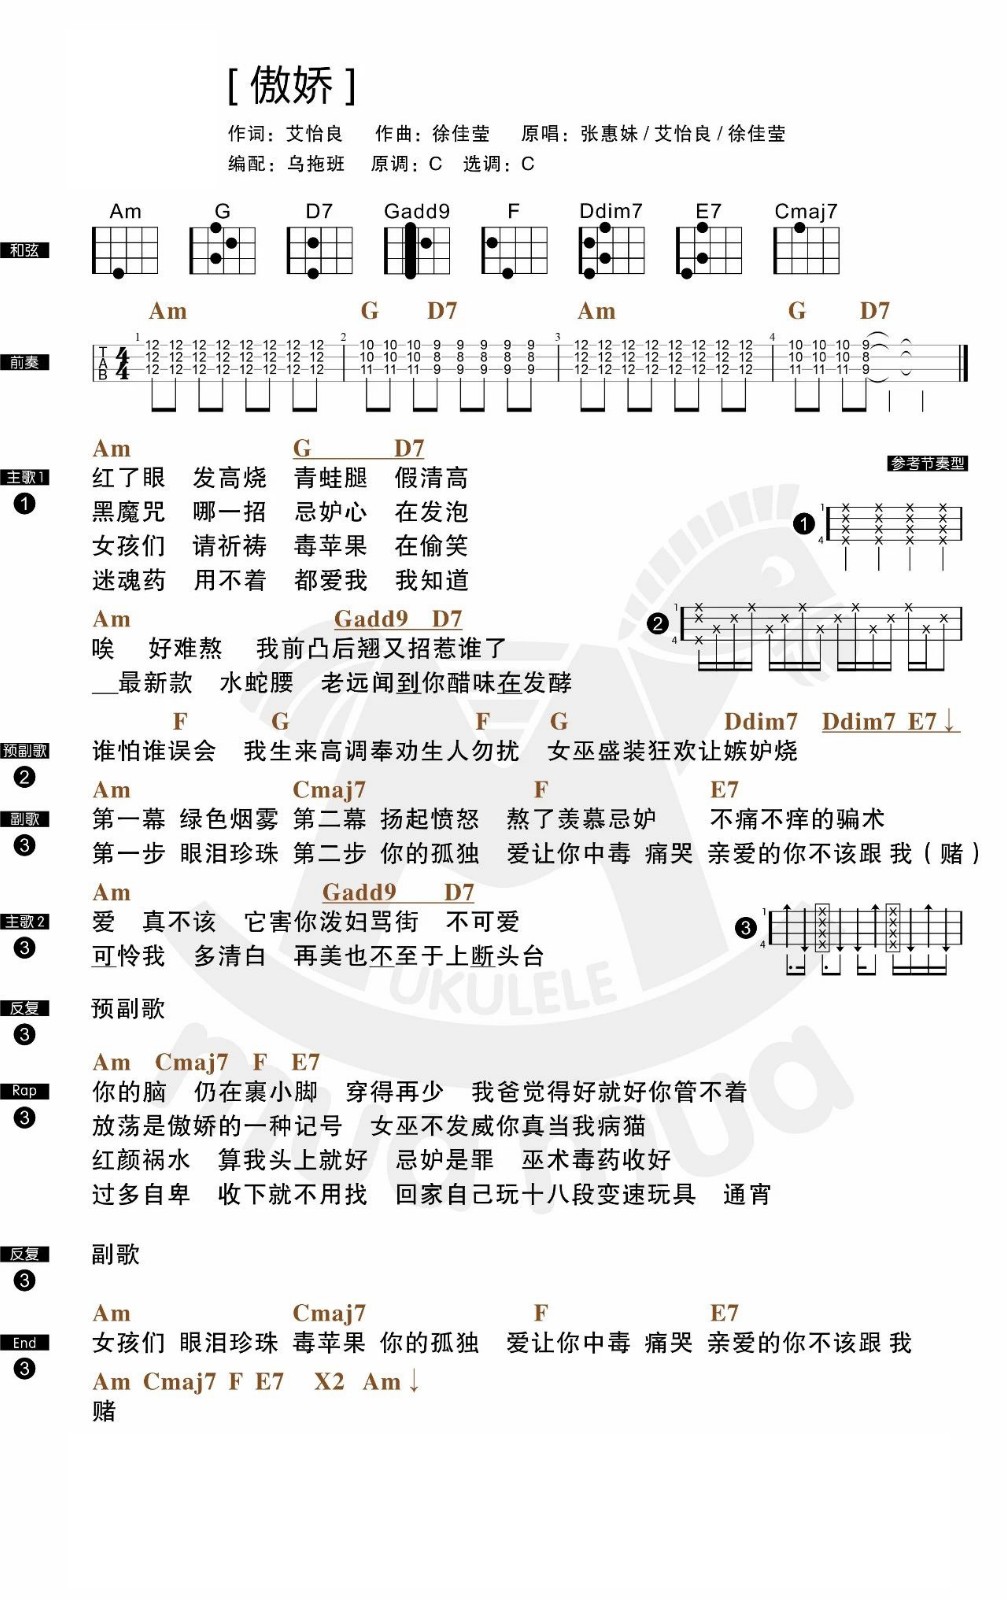 [ 傲娇 ]
作词：艾怡良 作曲：徐佳莹 原唱：张惠妹 / 艾怡良 / 徐佳莹
编配：乌拖班 原调：C 选调：C
Am G D7 Gadd9 F Ddim7 E7 Cmaj7
和弦
Am G D7 Am G D7
前奏
1 2 3 4
T A B 4 4
12 12 12 12 12 12 12 12 10 10 10 9 9 9 9 9 12 12 12 12 12 12 12 12 10 10 10 9
12 12 12 12 12 12 12 12 10 10 10 8 8 8 8 8 12 12 12 12 12 12 12 12 10 10 10 8
12 12 12 12 12 12 12 12 11 11 11 9 9 9 9 9 12 12 12 12 12 12 12 12 11 11 11 9
Am G D7
参考节奏型
主歌1 红了眼 发高烧 青蛙腿 假清高
1 黑魔咒 哪一招 忌妒心 在发泡
女孩们 请祈祷 毒苹果 在偷笑
迷魂药 用不着 都爱我 我知道
1 1 4
Am Gadd9 D7
唉 好难熬 我前凸后翘又招惹谁了
__最新款 水蛇腰 老远闻到你醋味在发酵
2 1 4
F G F G Ddim7 Ddim7 E7↓
预副歌 谁怕谁误会 我生来高调奉劝生人勿扰 女巫盛装狂欢让嫉妒烧
2
Am Cmaj7 F E7
副歌 第一幕 绿色烟雾 第二幕 扬起愤怒 熬了羡慕忌妒 不痛不痒的骗术
3 第一步 眼泪珍珠 第二步 你的孤独 爱让你中毒 痛哭 亲爱的你不该跟 我（赌）
Am Gadd9 D7
主歌2 爱 真不该 它害你泼妇骂街 不可爱
3 可怜我 多清白 再美也不至于上断头台
3 1 4
UKULELE
反复 预副歌
3
mua mua
Am Cmaj7 F E7
Rap 你的脑 仍在裹小脚 穿得再少 我爸觉得好就好你管不着
3 放荡是傲娇的一种记号 女巫不发威你真当我病猫
红颜祸水 算我头上就好 忌妒是罪 巫术毒药收好
过多自卑 收下就不用找 回家自己玩十八段变速玩具 通宵
反复 副歌
3
Am Cmaj7 F E7
End 女孩们 眼泪珍珠 毒苹果 你的孤独 爱让你中毒 痛哭 亲爱的你不该跟 我
3
Am Cmaj7 F E7 X2 Am↓
赌